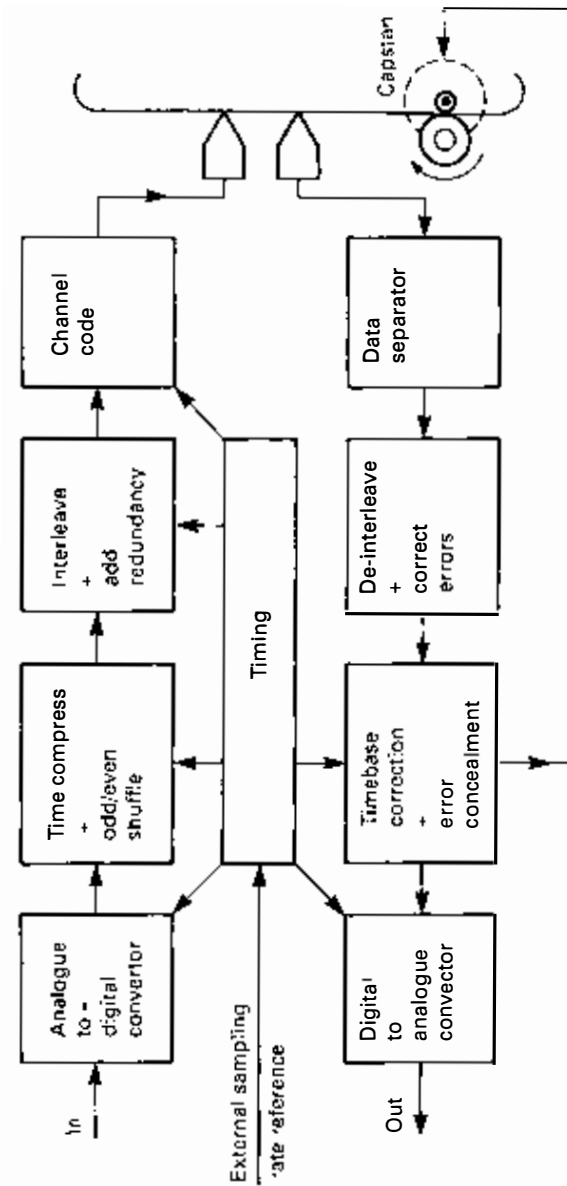 In
Analogue
to -
digital
convertor
Time compress
+
odd/even
shuffle
Interleave
+
add
redundancy
Channel
code
External sampling
rate reference
Timing
Capstan
Out
Digital
to
analogue
convector
Timebase
correction
+
error
concealment
De-interleave
+ correct
errors
Data
separator